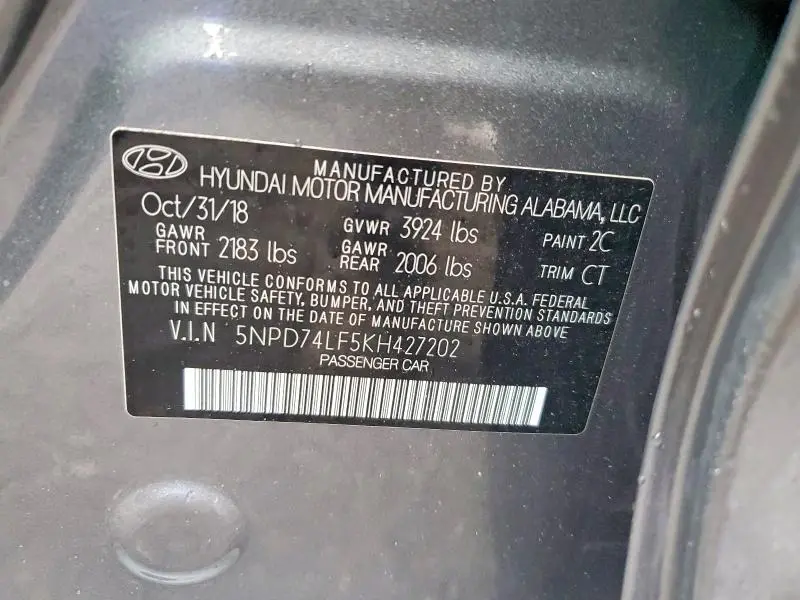 MANUFACTURED BY
HYUNDAI MOTOR MANUFACTURING ALABAMA, LLC
Oct/31/18 GVWR 3924 lbs PAINT 2C
GAWR FRONT 2183 lbs GAWR REAR 2006 lbs TRIM CT
THIS VEHICLE CONFORMS TO ALL APPLICABLE U.S.A. FEDERAL
MOTOR VEHICLE SAFETY, BUMPER, AND THEFT PREVENTION STANDARDS
IN EFFECT ON THE DATE OF MANUFACTURE SHOWN ABOVE
V.I.N 5NPD74LF5KH427202
PASSENGER CAR